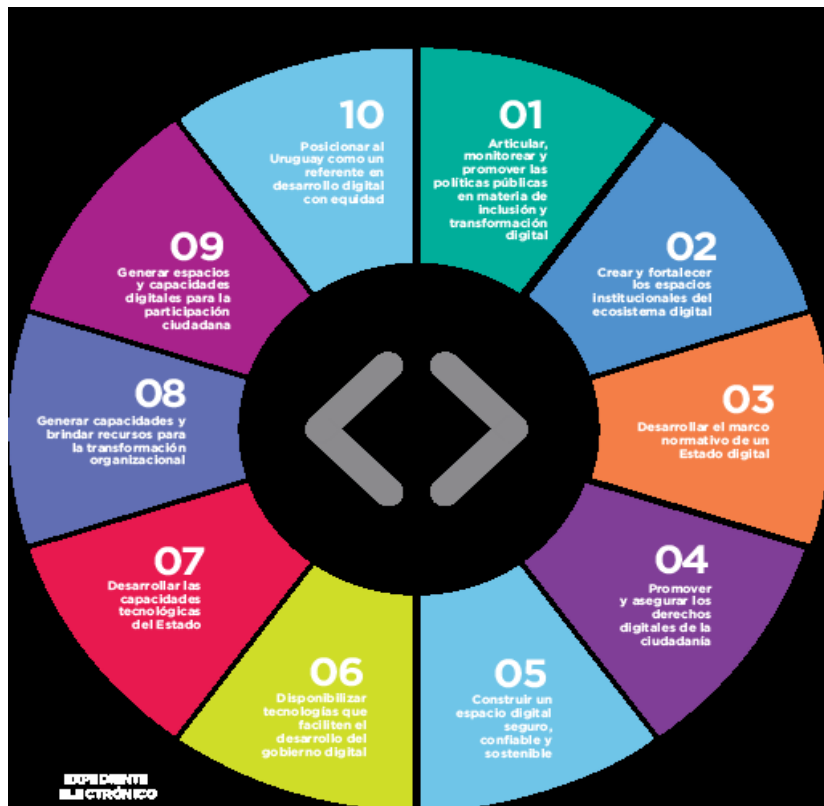 01
Articular,
monitorear y
promover las
políticas públicas
en materia de
inclusión y
transformación
digital
02
Crear y fortalecer
los espacios
institucionales del
ecosistema digital
03
Desarrollar el marco
normativo de un
Estado digital
04
Promover
y asegurar los
derechos
digitales de la
ciudadanía
05
Construir un
espacio digital
seguro,
confiable y
sostenible
06
Disponibilizar
tecnologías que
faciliten el
desarrollo del
gobierno digital
07
Desarrollar las
capacidades
tecnológicas
del Estado
08
Generar capacidades y
brindar recursos para
la transformación
organizacional
09
Generar espacios
y capacidades
digitales para la
participación
ciudadana
10
Posicionar al
Uruguay como un
referente en
desarrollo digital
con equidad
EXPEDIENTE
ELECTRÓNICO